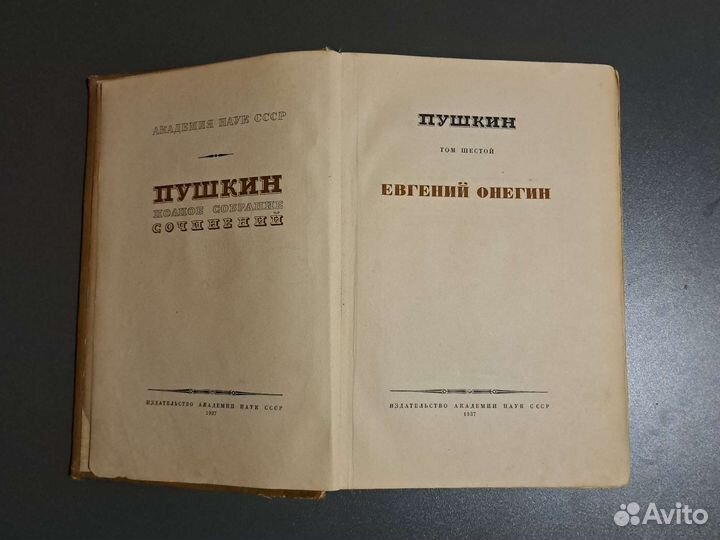 АКАДЕМИЯ НАУК СССР
ПУШКИН
ПОЛНОЕ СОБРАНИЕ
СОЧИНЕНИЙ
ИЗДАТЕЛЬСТВО АКАДЕМИИ НАУК СССР
1937
ПУШКИН
ТОМ ШЕСТОЙ
ЕВГЕНИЙ ОНЕГИН
ИЗДАТЕЛЬСТВО АКАДЕМИИ НАУК СССР
1937
Avito